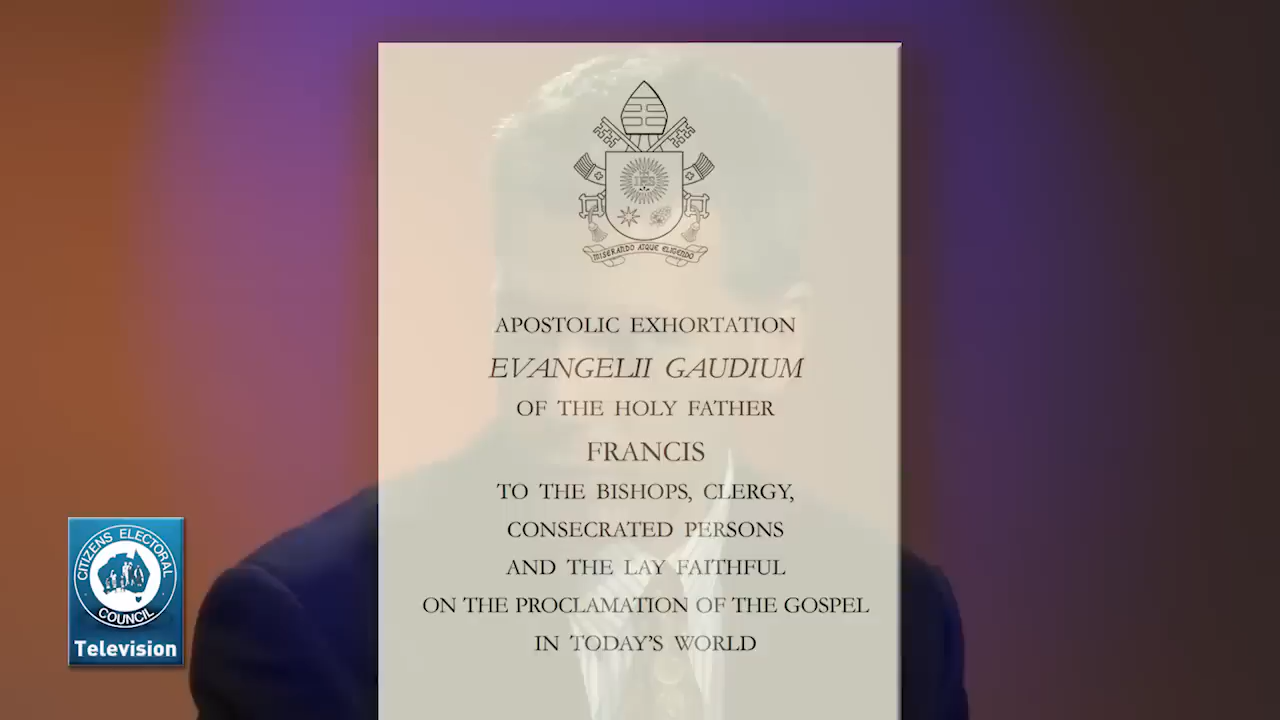 IHS
MISERANDO ATQUE ELIGENDO
APOSTOLIC EXHORTATION
EVANGELII GAUDIUM
OF THE HOLY FATHER
FRANCIS
TO THE BISHOPS, CLERGY,
CONSECRATED PERSONS
AND THE LAY FAITHFUL
ON THE PROCLAMATION OF THE GOSPEL
IN TODAY'S WORLD
CITIZENS ELECTORAL
COUNCIL
Television